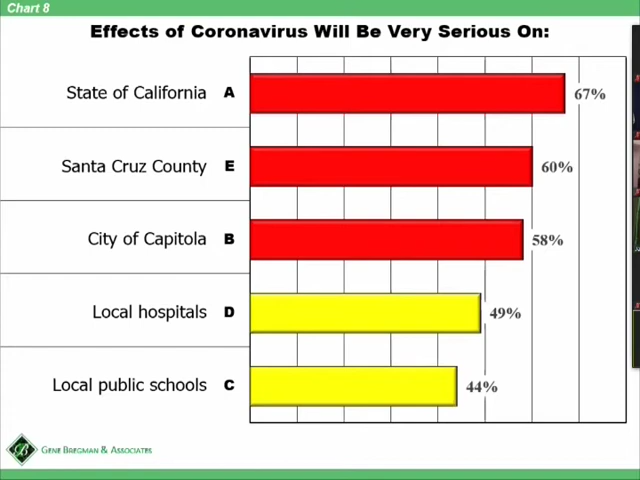 Chart 8
Effects of Coronavirus Will Be Very Serious On:
State of California A 67%
Santa Cruz County E 60%
City of Capitola B 58%
Local hospitals D 49%
Local public schools C 44%
B GENE BREGMAN & ASSOCIATES